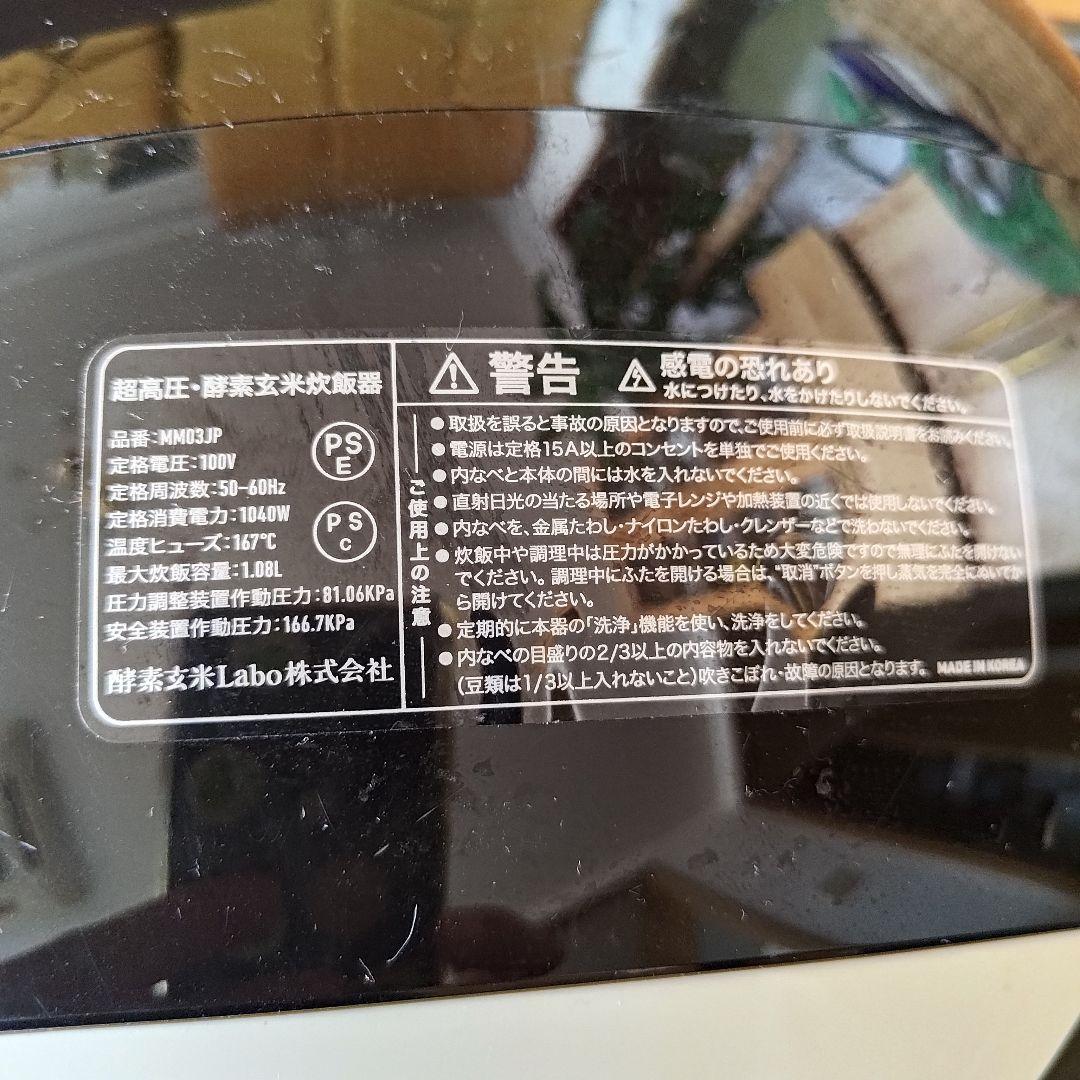 超高圧・酵素玄米炊飯器
品番:MM03JP
定格電圧:100V
定格周波数:50-60Hz
定格消費電力:1040W
温度ヒューズ:167℃
最大炊飯容量:1.08L
圧力調整装置作動圧力:81.06KPa
安全装置作動圧力:166.7KPa
PS
E
PS
C
酵素玄米Labo株式会社
警告
感電の恐れあり
水につけたり、水をかけたりしないでください。
ご使用上の注意
●取扱を誤ると事故の原因となりますので、ご使用前に必ず取扱説明書をお読みください。
●電源は定格15A以上のコンセントを単独でご使用ください。
●内なべと本体の間には水を入れないでください。
●直射日光の当たる場所や電子レンジや加熱装置の近くでは使用しないでください。
●内なべを、金属たわし・ナイロンたわし・クレンザーなどで洗わないでください。
●炊飯中や調理中は圧力がかかっているため大変危険ですので無理にふたを開けない
でください。調理中にふたを開ける場合は、"取消"ボタンを押し蒸気を完全にぬいてか
ら開けてください。
●定期的に本器の「洗浄」機能を使い、洗浄をしてください。
●内なべの目盛りの2/3以上の内容物を入れないでください。
(豆類は1/3以上入れないこと)吹きこぼれ・故障の原因となります。 MADE IN KOREA